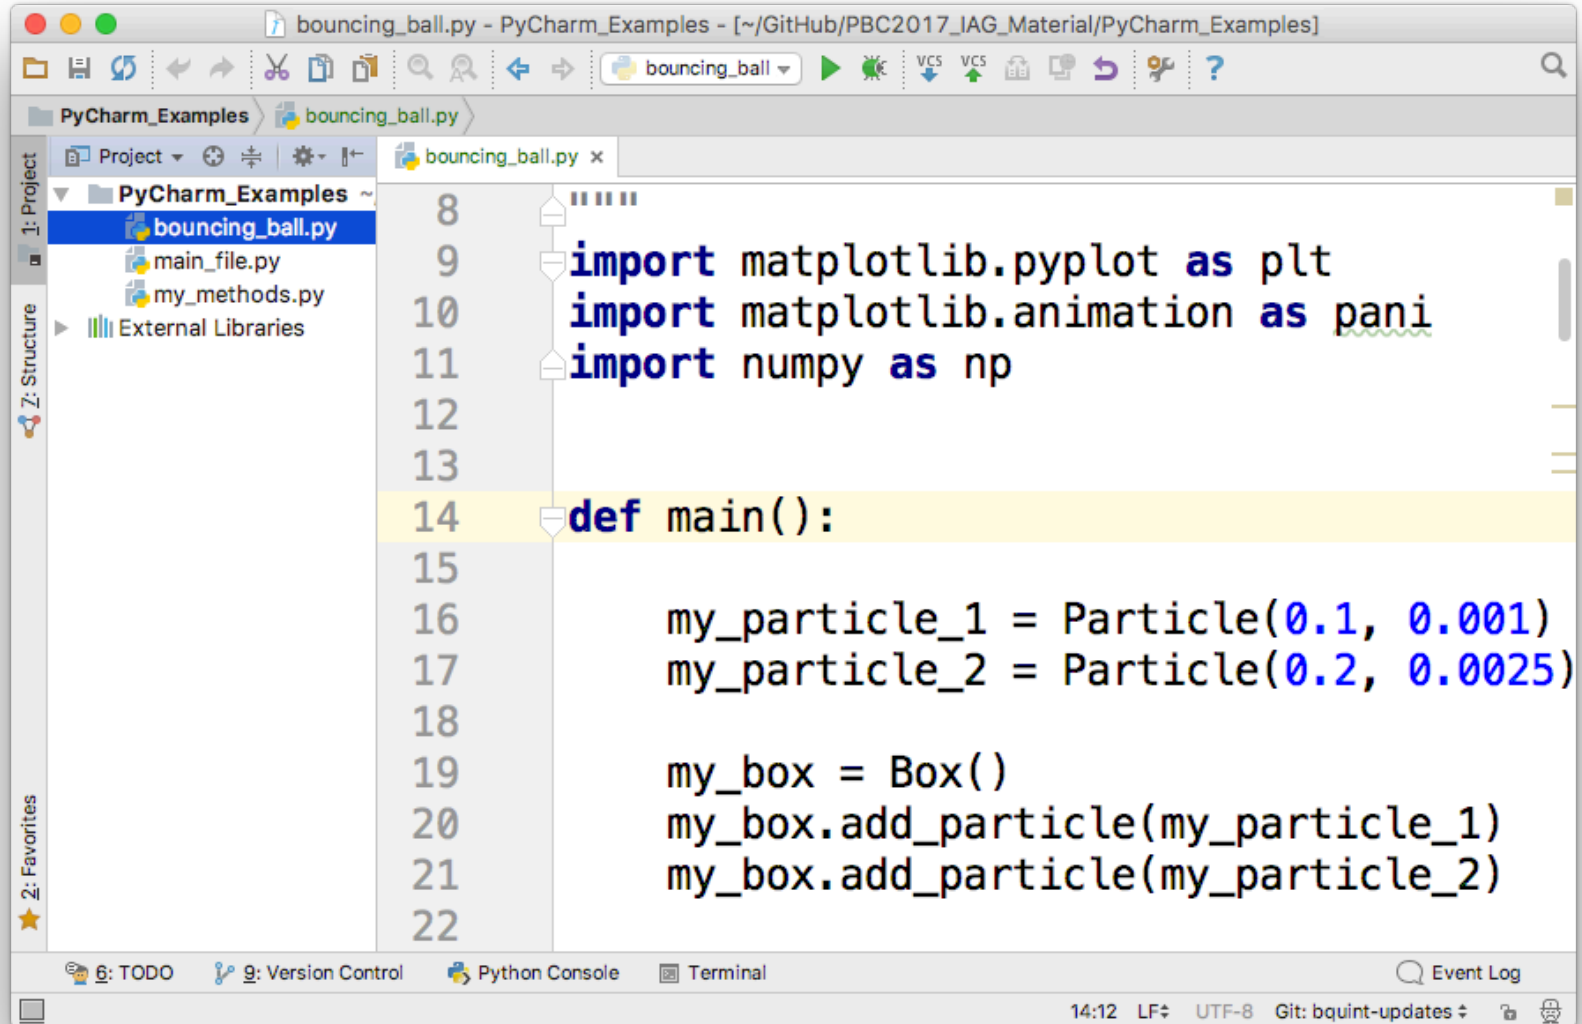 bouncing_ball.py - PyCharm_Examples - [~/GitHub/PBC2017_IAG_Material/PyCharm_Examples]
bouncing_ball VCS VCS ?
PyCharm_Examples bouncing_ball.py
1: Project
Z: Structure
2: Favorites
Project
PyCharm_Examples ~
bouncing_ball.py
main_file.py
my_methods.py
External Libraries
bouncing_ball.py ×
8 """
9 import matplotlib.pyplot as plt
10 import matplotlib.animation as pani
11 import numpy as np
12
13
14 def main():
15
16 my_particle_1 = Particle(0.1, 0.001)
17 my_particle_2 = Particle(0.2, 0.0025)
18
19 my_box = Box()
20 my_box.add_particle(my_particle_1)
21 my_box.add_particle(my_particle_2)
22
6: TODO 9: Version Control Python Console Terminal Event Log
14:12 LF UTF-8 Git: bquint-updates